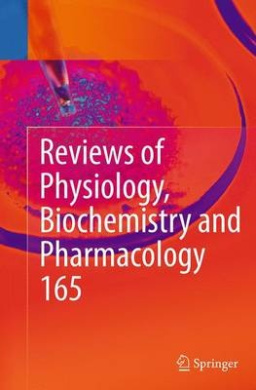 Reviews of
Physiology,
Biochemistry and
Pharmacology
165
Springer